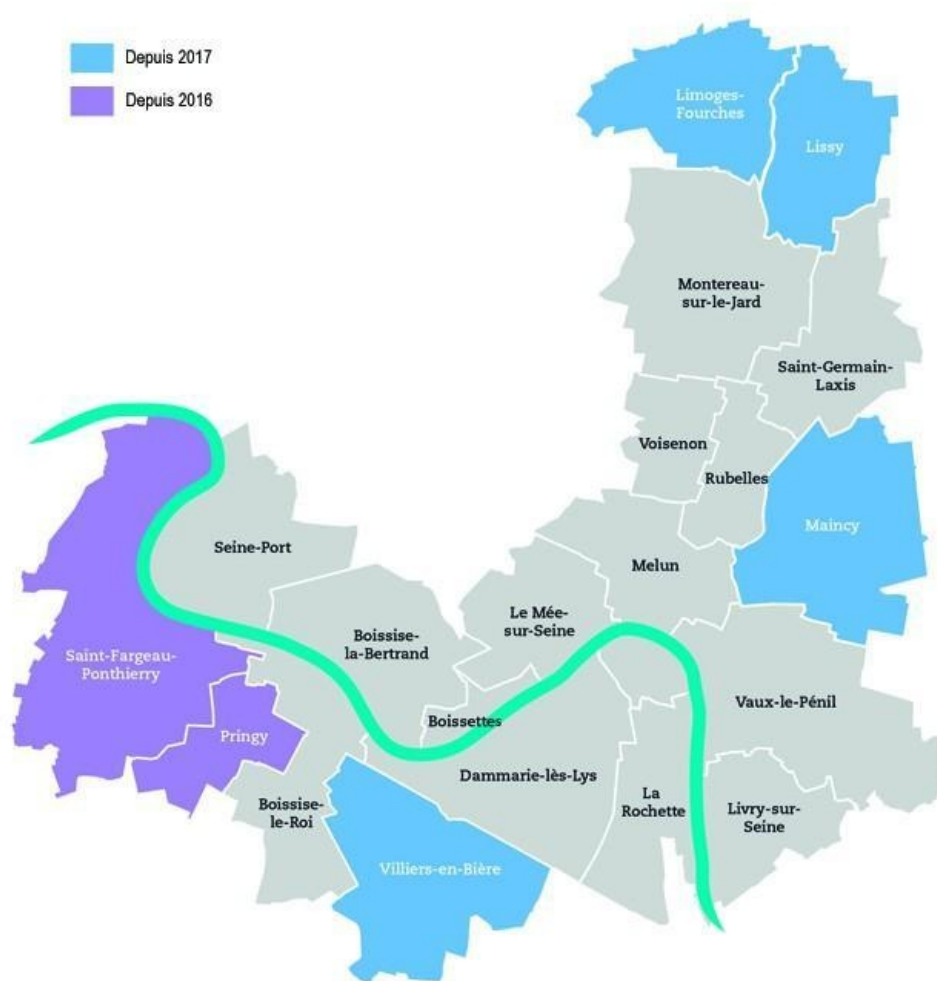 Depuis 2017
Depuis 2016
Limoges-
Fourches
Lissy
Montereau-
sur-le-Jard
Saint-Germain-
Laxis
Voisenon
Rubelles
Maincy
Seine-Port
Melun
Le Mée-
sur-Seine
Boissise-
la-Bertrand
Saint-Fargeau-
Ponthierry
Vaux-le-Pénil
Boissettes
Pringy
Dammarie-lès-Lys
Boissise-
le-Roi
La
Rochette
Livry-sur-
Seine
Villiers-en-Bière